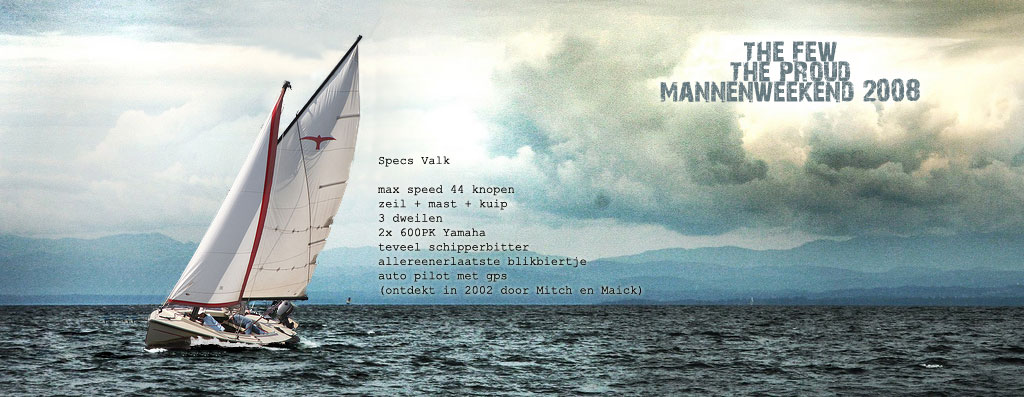 THE FEW
THE PROUD
MANNENWEEKEND 2008
Specs Valk
max speed 44 knopen
zeil + mast + kuip
3 dweilen
2x 600PK Yamaha
teveel schipperbitter
allereenerlaatste blikbiertje
auto pilot met gps
(ontdekt in 2002 door Mitch en Maick)